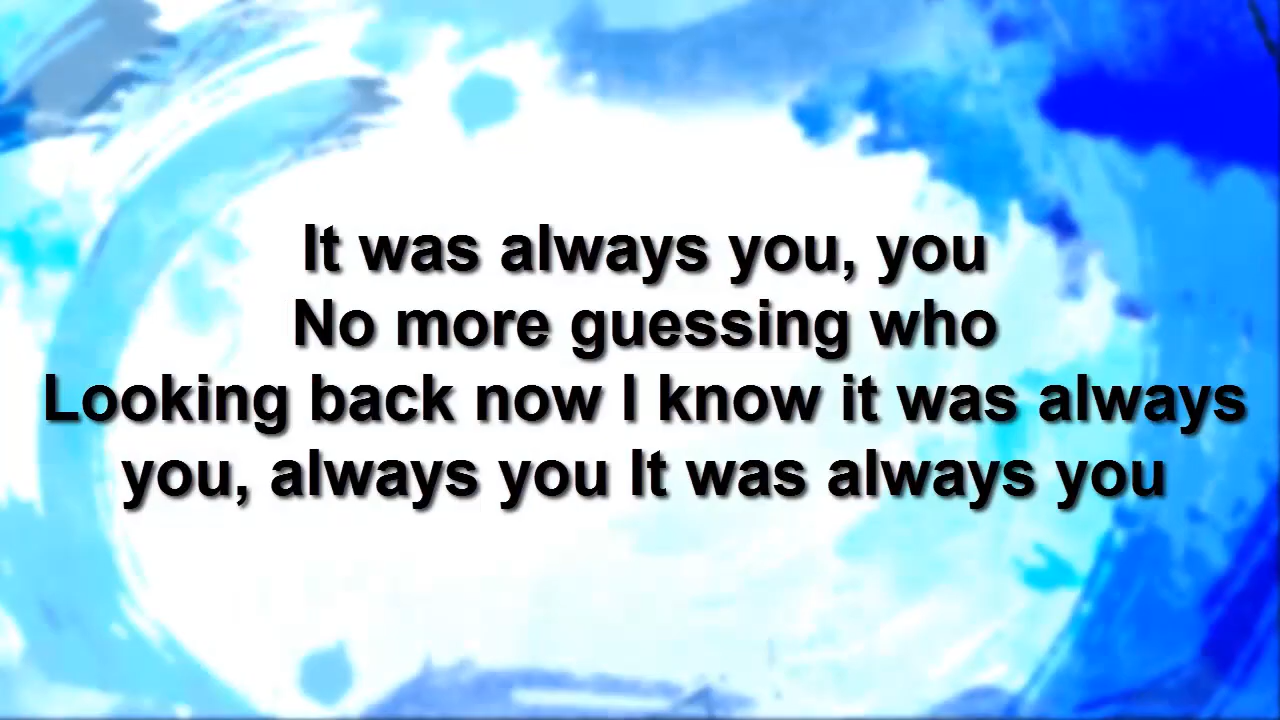 It was always you, you
No more guessing who
Looking back now I know it was always
you, always you It was always you